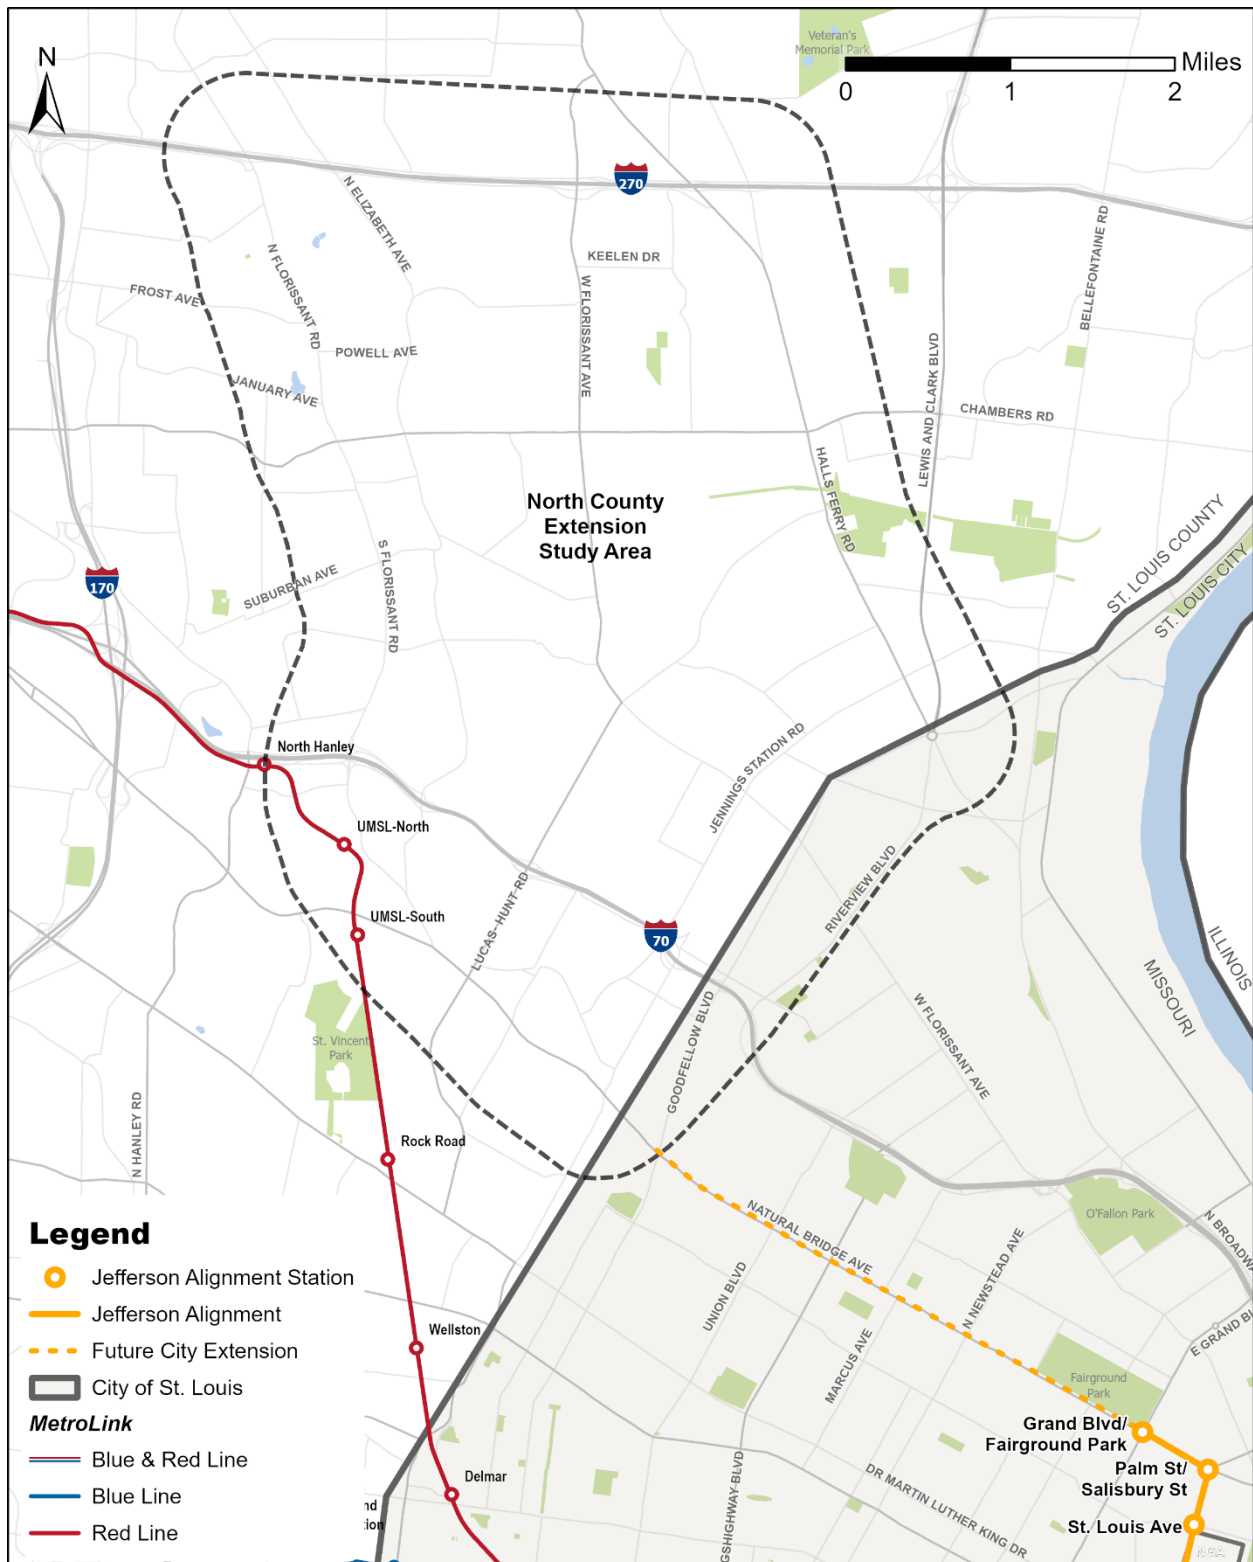 Veteran's
Memorial Park
N
Miles
0 1 2
270
N ELIZABETH AVE
N FLORISSANT RD
KEELEN DR
BELLEFONTAINE RD
FROST AVE
W FLORISSANT AVE
POWELL AVE
JANUARY AVE
LEWIS AND CLARK BLVD
CHAMBERS RD
HALLS FERRY RD
North County
Extension
Study Area
S FLORISSANT RD
ST. LOUIS COUNTY
ST. LOUIS CITY
170
SUBURBAN AVE
North Hanley
JENNINGS STATION RD
UMSL-North
RIVERVIEW BLVD
UMSL-South
LUCAS- HUNT RD
70
ILLINOIS
MISSOURI
GOODFELLOW BLVD
W FLORISSANT AVE
St. Vincent
Park
N HANLEY RD
Rock Road
NATURAL BRIDGE AVE
O'Fallon Park
N BROADWA
N NEWSTEAD AVE
UNION BLVD
E GRAND BL
MARCUS AVE
Wellston
Fairground
Park
Grand Blvd/
Fairground Park
Palm St/
Salisbury St
DR MARTIN LUTHER KING DR
GSHIGHWAY BLVD
Delmar
St. Louis Ave
NGA
Legend
Jefferson Alignment Station
Jefferson Alignment
Future City Extension
City of St. Louis
MetroLink
Blue & Red Line
Blue Line
Red Line
nd
tion